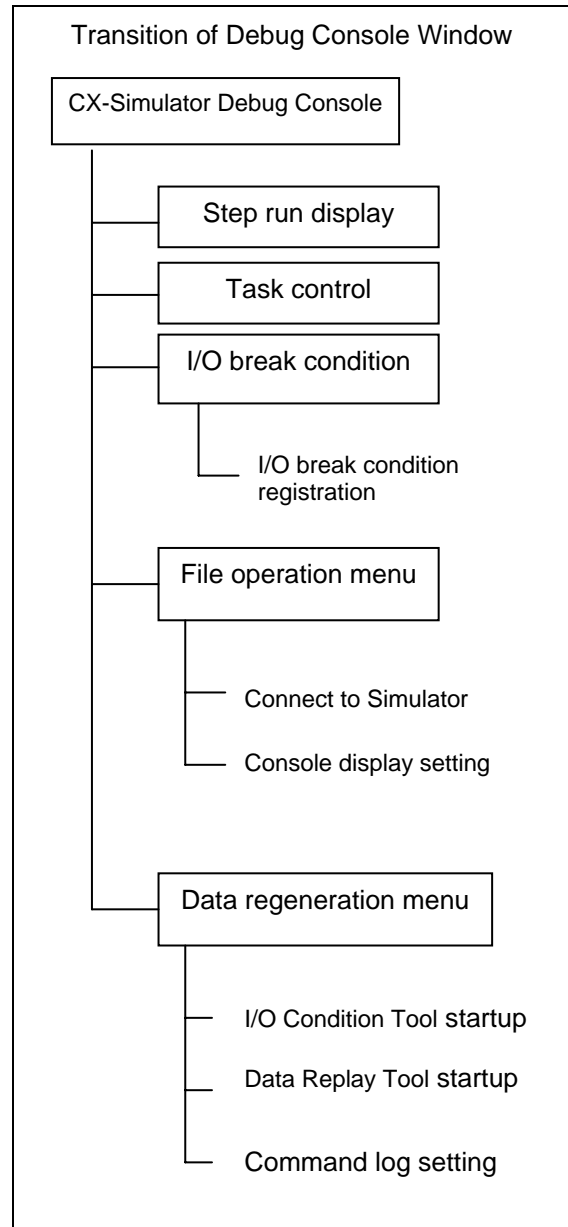 Transition of Debug Console Window
CX-Simulator Debug Console
Step run display
Task control
I/O break condition
I/O break condition
registration
File operation menu
Connect to Simulator
Console display setting
Data regeneration menu
I/O Condition Tool startup
Data Replay Tool startup
Command log setting